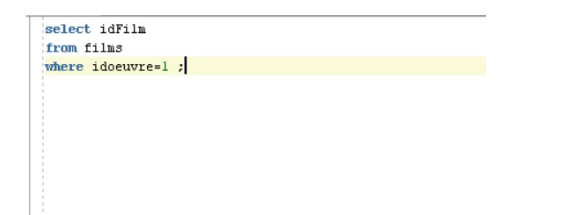 select idFilm
from films
where idoeuvre=1 ;